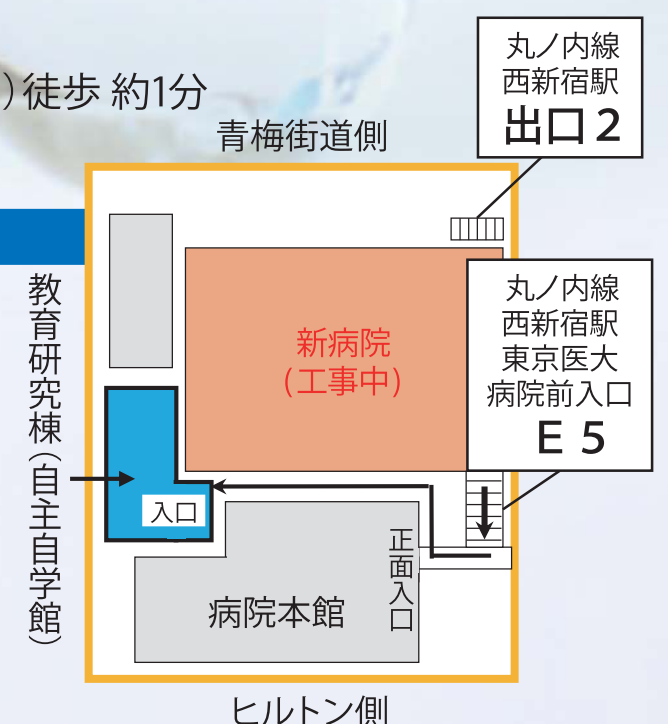 )徒歩 約1分
青梅街道側
丸ノ内線
西新宿駅
出口2
丸ノ内線
西新宿駅
東京医大
病院前入口
E 5
新病院
(工事中)
教育研究棟(自主自学館)
入口
正面入口
病院本館
ヒルトン側